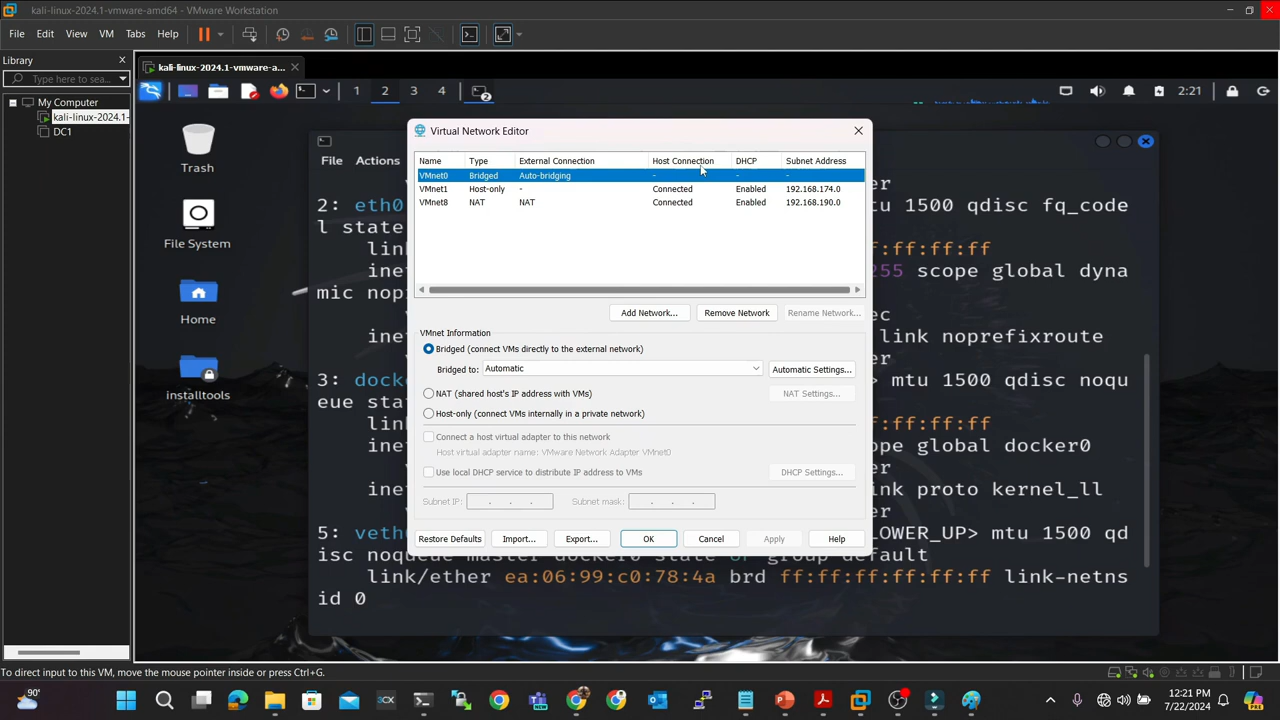 kali-linux-2024.1-vmware-amd64 - VMware Workstation
File Edit View VM Tabs Help
Library
Type here to sea...
My Computer
kali-linux-2024.1-
DC1
kali-linux-2024.1-vmware-a...
1 2 3 4 2 2:21
Trash
File System
Home
installtools
File Actions
2: eth0 mtu 1500 qdisc fq_code
l state
link f:ff:ff:ff
inet 255 scope global dyna
mic nop
ine link noprefixroute
3: docke > mtu 1500 qdisc noqu
eue sta
link f:ff:ff:ff
ine ope global docker0
ine ink proto kernel_ll
5: veth LOWER_UP> mtu 1500 qd
isc noqueue master docker0 state UP group default
link/ether ea:06:99:c0:78:4a brd ff:ff:ff:ff:ff:ff link-netns
id 0
Virtual Network Editor
Name Type External Connection Host Connection DHCP Subnet Address
VMnet0 Bridged Auto-bridging - - -
VMnet1 Host-only - Connected Enabled 192.168.174.0
VMnet8 NAT NAT Connected Enabled 192.168.190.0
Add Network... Remove Network Rename Network...
VMnet Information
Bridged (connect VMs directly to the external network)
Bridged to: Automatic Automatic Settings...
NAT (shared host's IP address with VMs) NAT Settings...
Host-only (connect VMs internally in a private network)
Connect a host virtual adapter to this network
Host virtual adapter name: VMware Network Adapter VMnet0
Use local DHCP service to distribute IP address to VMs DHCP Settings...
Subnet IP: . . . Subnet mask: . . .
Restore Defaults Import... Export... OK Cancel Apply Help
To direct input to this VM, move the mouse pointer inside or press Ctrl+G.
90°
12:21 PM
7/22/2024